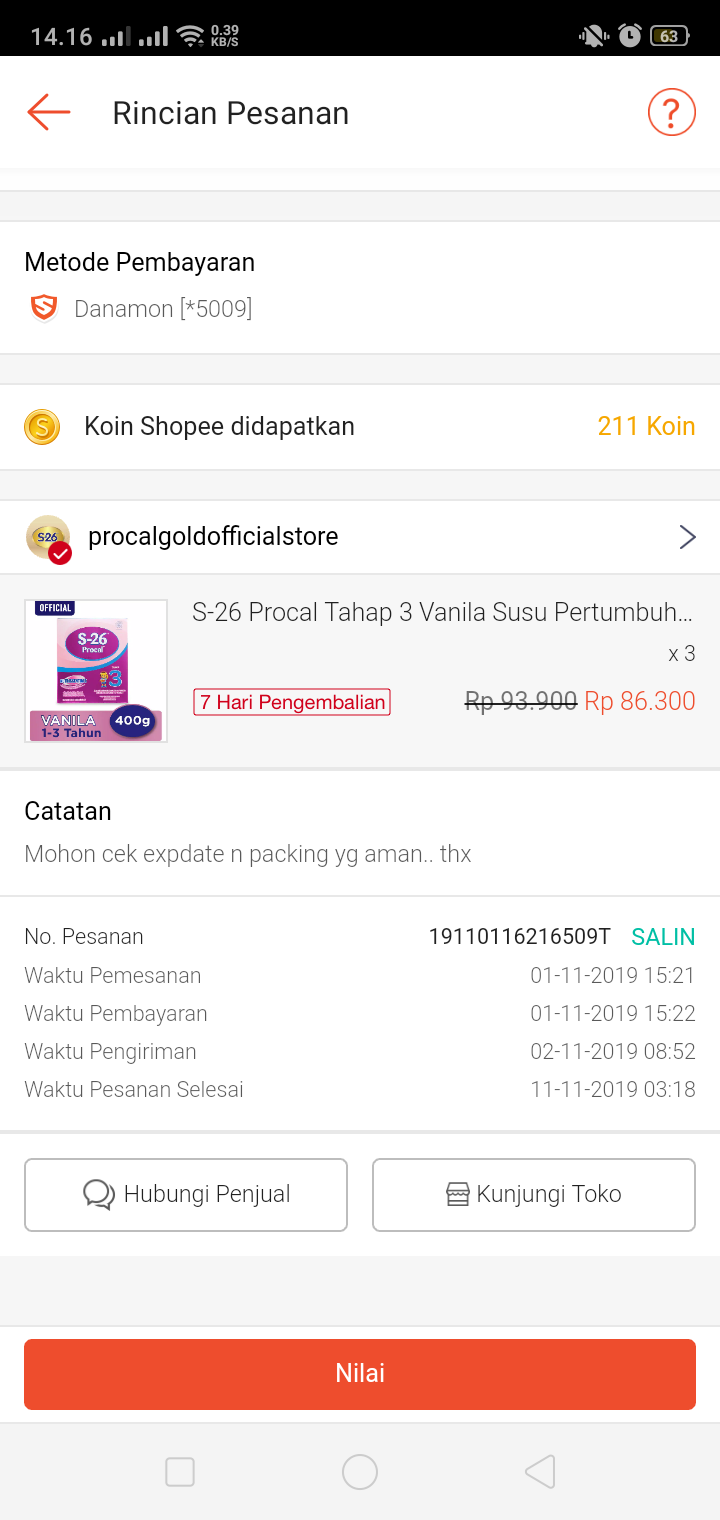 14.16
0.39
KB/S
63
Rincian Pesanan
?
Metode Pembayaran
Danamon [*5009]
Koin Shopee didapatkan 211 Koin
S-26
procalgoldofficialstore
OFFICIAL
S-26
Procal
3
VANILA
400g
1-3 Tahun
S-26 Procal Tahap 3 Vanila Susu Pertumbuh...
x 3
7 Hari Pengembalian Rp 93.900 Rp 86.300
Catatan
Mohon cek expdate n packing yg aman.. thx
No. Pesanan 19110116216509T SALIN
Waktu Pemesanan 01-11-2019 15:21
Waktu Pembayaran 01-11-2019 15:22
Waktu Pengiriman 02-11-2019 08:52
Waktu Pesanan Selesai 11-11-2019 03:18
Hubungi Penjual Kunjungi Toko
Nilai